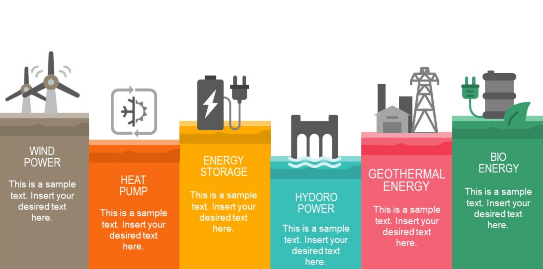 WIND
POWER
This is a sample
text. Insert your
desired text
here.
HEAT
PUMP
This is a sample
text. Insert your
desired text
here.
ENERGY
STORAGE
This is a sample
text. Insert your
desired text
here.
HYDORO
POWER
This is a sample
text. Insert your
desired text
here.
GEOTHERMAL
ENERGY
This is a sample
text. Insert your
desired text
here.
BIO
ENERGY
This is a sample
text. Insert your
desired text
here.